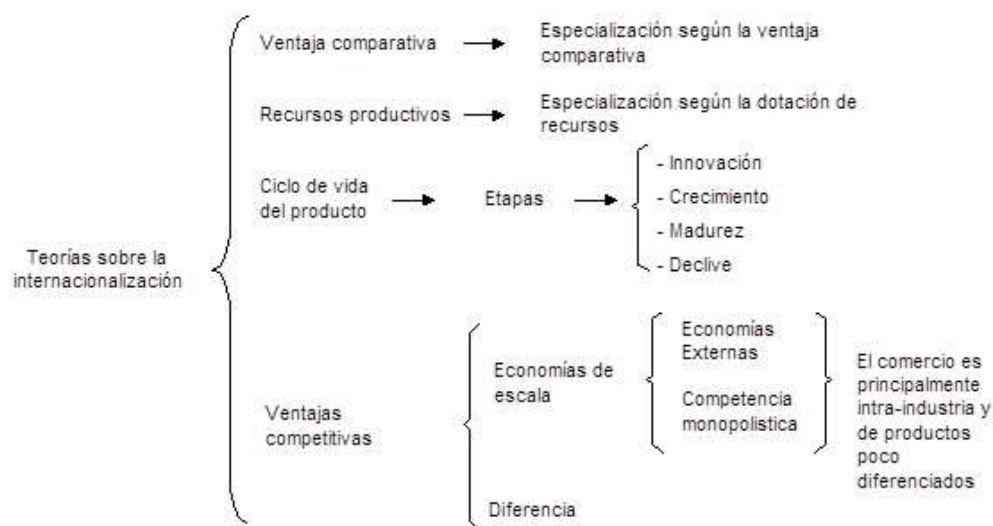 Ventaja comparativa
Especialización según la ventaja
comparativa
Recursos productivos
Especialización según la dotación de
recursos
Ciclo de vida
del producto
Etapas
- Innovación
- Crecimiento
- Madurez
- Declive
Teorías sobre la
internacionalización
Ventajas
competitivas
Economías de
escala
Economías
Externas
Competencia
monopolistica
El comercio es
principalmente
intra-industria y
de productos
poco
diferenciados
Diferencia